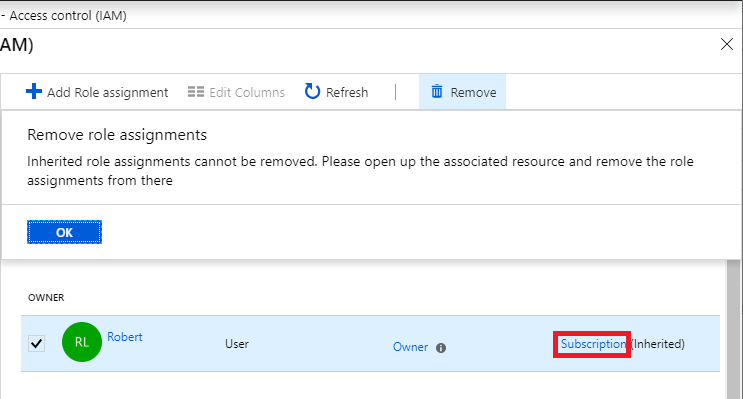 - Access control (IAM)
AM)
Add Role assignment Edit Columns Refresh | Remove
Remove role assignments
Inherited role assignments cannot be removed. Please open up the associated resource and remove the role
assignments from there
OK
OWNER
RL Robert User Owner Subscription (Inherited)